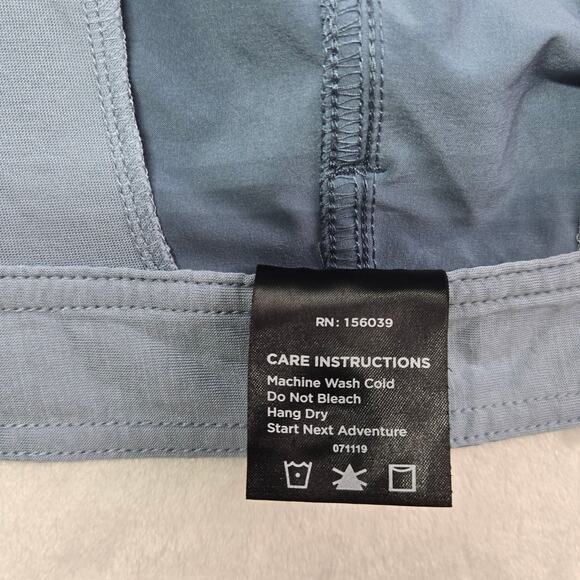 RN: 156039
CARE INSTRUCTIONS
Machine Wash Cold
Do Not Bleach
Hang Dry
Start Next Adventure
071119